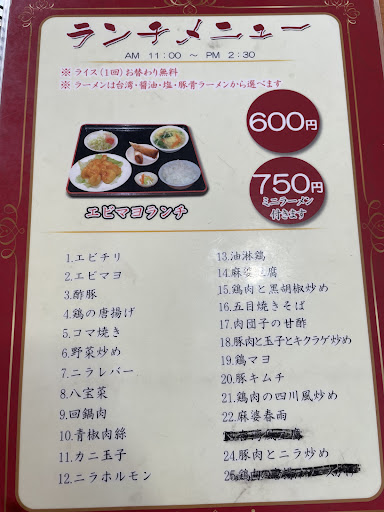 ランチメニュー
AM 11:00 〜 PM 2:30
※ ライス(1回)お替わり無料
※ ラーメンは台湾・醤油・塩・豚骨ラーメンから選べます
600円
750円
ミニラーメン
付きます
エビマヨランチ
1.エビチリ
2.エビマヨ
3.酢豚
4.鶏の唐揚げ
5.コマ焼き
6.野菜炒め
7.ニラレバー
8.八宝菜
9.回鍋肉
10.青椒肉絲
11.カニ玉子
12.ニラホルモン
13.油淋鶏
14.麻婆豆腐
15.鶏肉と黒胡椒炒め
16.五目焼きそば
17.肉団子の甘酢
18.豚肉と玉子とキクラゲ炒め
19.鶏マヨ
20.豚キムチ
21.鶏肉の四川風炒め
22.麻婆春雨
24.豚肉とニラ炒め
25.鶏肉